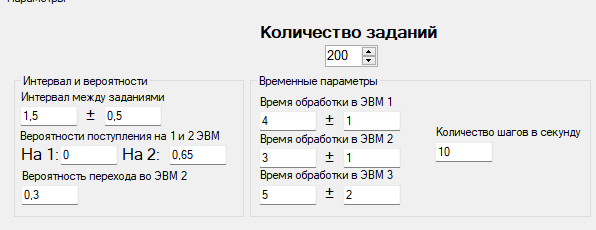 Параметры
Количество заданий
200
Интервал и вероятности
Интервал между заданиями
1,5 ± 0,5
Вероятности поступления на 1 и 2 ЭВМ
На 1: 0 На 2: 0,65
Вероятность перехода во ЭВМ 2
0,3
Временные параметры
Время обработки в ЭВМ 1
4 ± 1
Время обработки в ЭВМ 2
3 ± 1
Время обработки в ЭВМ 3
5 ± 2
Количество шагов в секунду
10